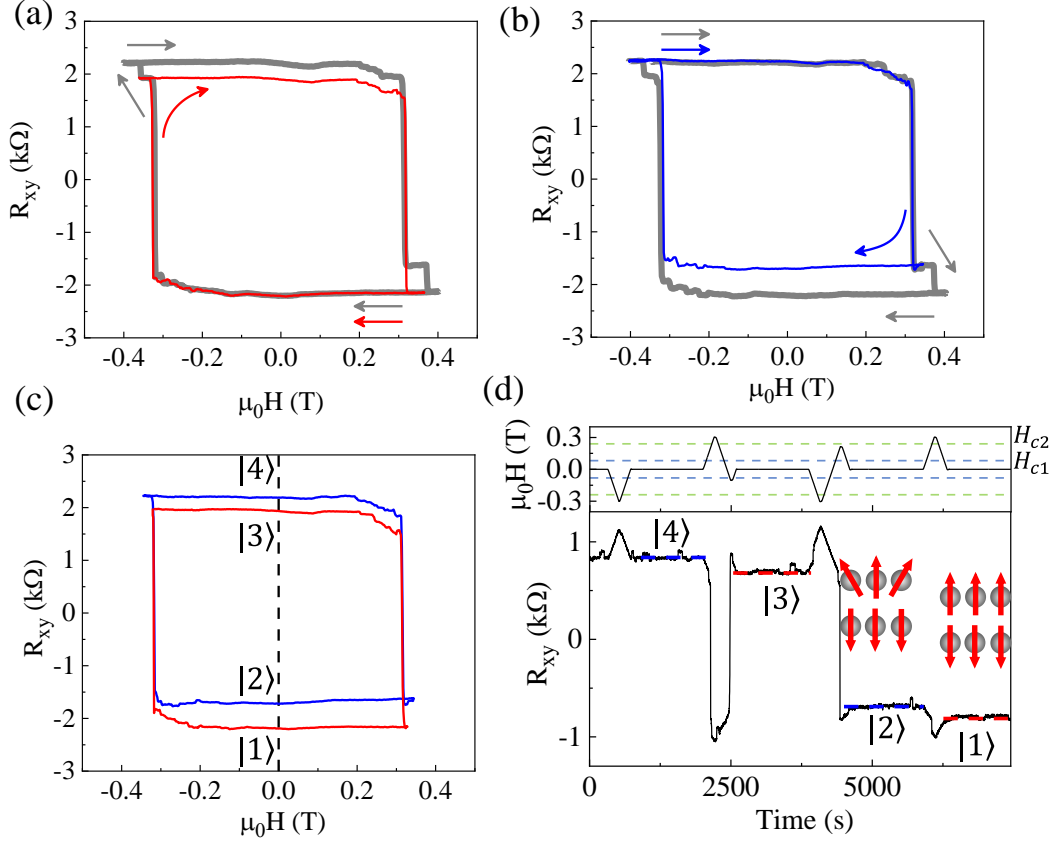 (a)
3
2
1
0
-1
-2
-3
R_xy (kΩ)
-0.4 -0.2 0.0 0.2 0.4
μ₀H (T)
(b)
3
2
1
0
-1
-2
-3
R_xy (kΩ)
-0.4 -0.2 0.0 0.2 0.4
μ₀H (T)
(c)
3
2
1
0
-1
-2
-3
R_xy (kΩ)
|4⟩
|3⟩
|2⟩
|1⟩
-0.4 -0.2 0.0 0.2 0.4
μ₀H (T)
(d)
μ₀H (T)
0.3
0.0
-0.3
H_c2
H_c1
R_xy (kΩ)
1
0
-1
|4⟩
|3⟩
|2⟩
|1⟩
0 2500 5000
Time (s)